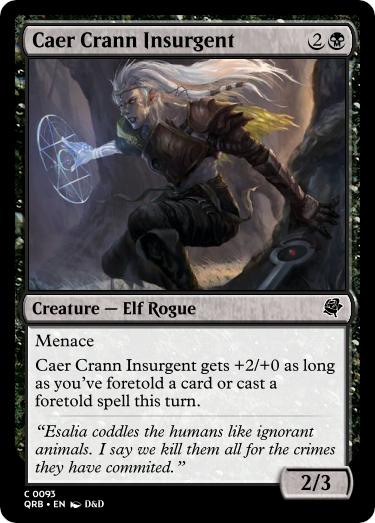 Caer Crann Insurgent 2
Creature — Elf Rogue
Menace
Caer Crann Insurgent gets +2/+0 as long
as you've foretold a card or cast a
foretold spell this turn.
“Esalia coddles the humans like ignorant
animals. I say we kill them all for the crimes
they have commited.”
2/3
C 0093
QRB • EN D&D